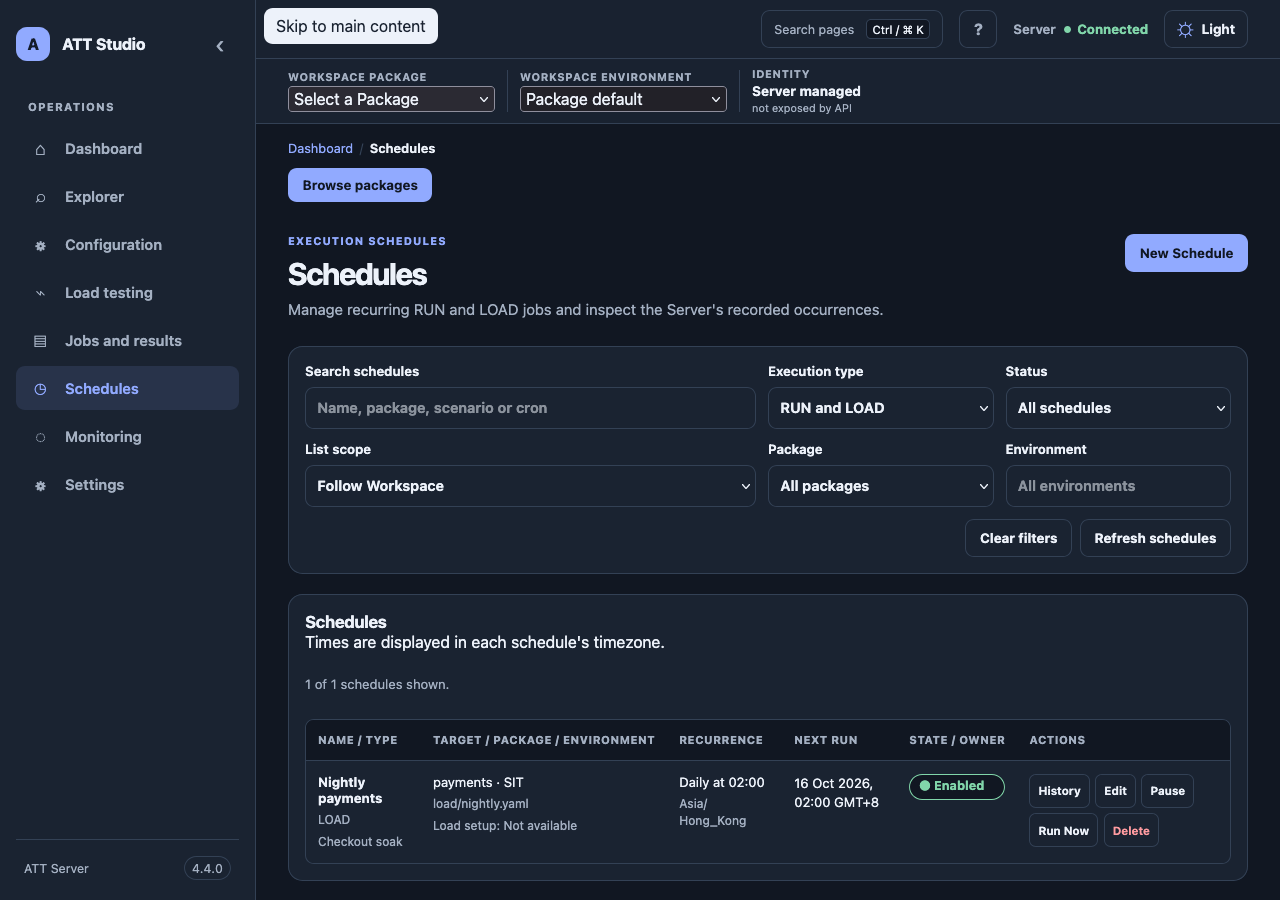 A
ATT Studio
OPERATIONS
Dashboard
Explorer
Configuration
Load testing
Jobs and results
Schedules
Monitoring
Settings
ATT Server
4.4.0
Skip to main content
Search pages
Ctrl / ⌘ K
?
Server
Connected
Light
WORKSPACE PACKAGE
Select a Package
WORKSPACE ENVIRONMENT
Package default
IDENTITY
Server managed
not exposed by API
Dashboard / Schedules
Browse packages
EXECUTION SCHEDULES
Schedules
Manage recurring RUN and LOAD jobs and inspect the Server's recorded occurrences.
New Schedule
Search schedules
Name, package, scenario or cron
Execution type
RUN and LOAD
Status
All schedules
List scope
Follow Workspace
Package
All packages
Environment
All environments
Clear filters
Refresh schedules
Schedules
Times are displayed in each schedule's timezone.
1 of 1 schedules shown.
NAME / TYPE
TARGET / PACKAGE / ENVIRONMENT
RECURRENCE
NEXT RUN
STATE / OWNER
ACTIONS
Nightly
payments
LOAD
Checkout soak
payments · SIT
load/nightly.yaml
Load setup: Not available
Daily at 02:00
Asia/
Hong_Kong
16 Oct 2026,
02:00 GMT+8
Enabled
History
Edit
Pause
Run Now
Delete